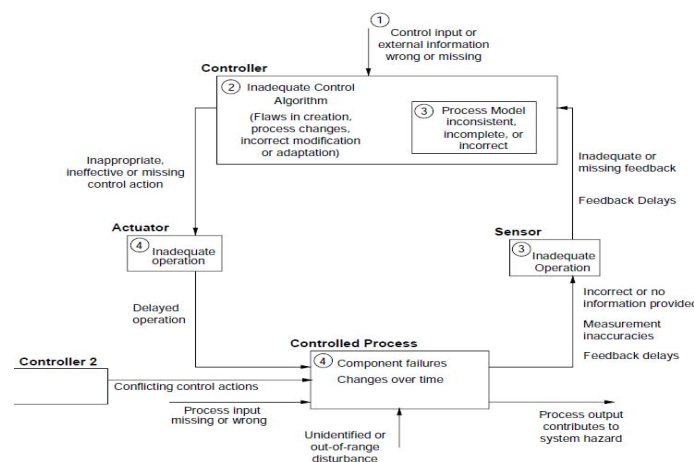 1
Control input or
external information
wrong or missing
Controller
2 Inadequate Control
Algorithm
(Flaws in creation,
process changes,
incorrect modification
or adaptation)
3 Process Model
inconsistent,
incomplete, or
incorrect
Inappropriate,
ineffective or missing
control action
Inadequate or
missing feedback
Feedback Delays
Actuator
4 Inadequate
operation
Sensor
3 Inadequate
Operation
Delayed
operation
Incorrect or no
information provided
Measurement
inaccuracies
Feedback delays
Controlled Process
4 Component failures
Changes over time
Controller 2
Conflicting control actions
Process input
missing or wrong
Unidentified or
out-of-range
disturbance
Process output
contributes to
system hazard